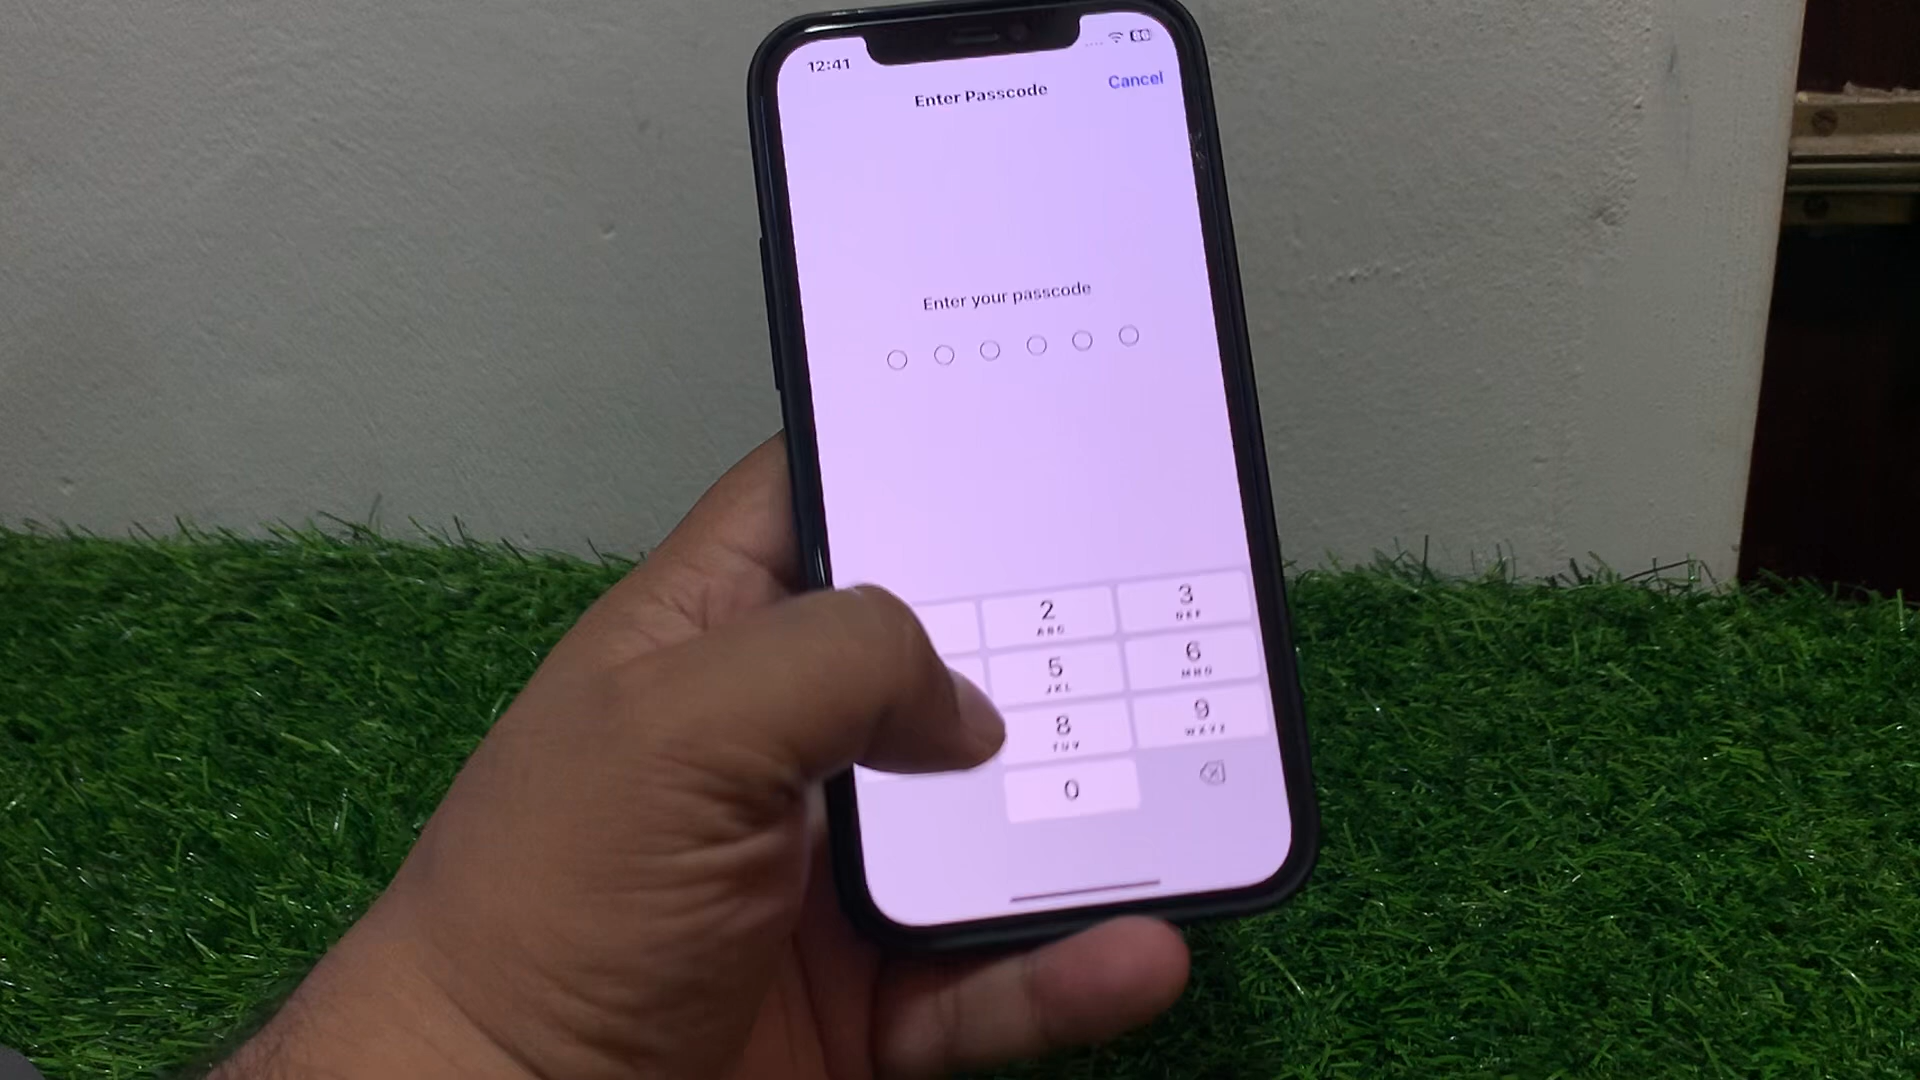 12:41
Enter Passcode
Cancel
Enter your passcode
2
ABC
3
DEF
5
JKL
6
MNO
8
TUV
9
WXYZ
0